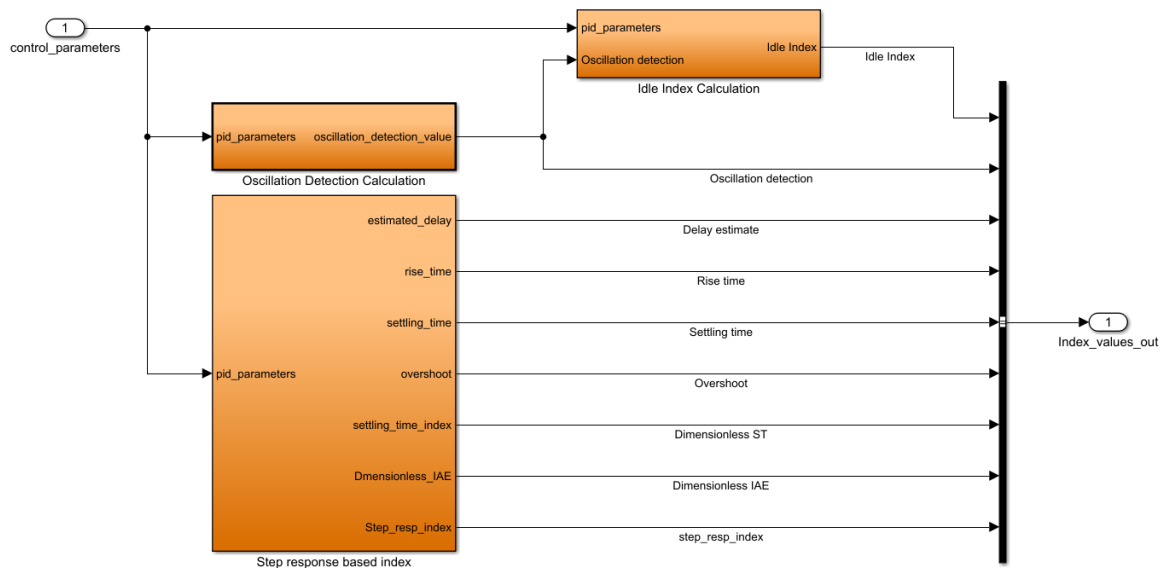 1
control_parameters
pid_parameters
Oscillation detection
Idle Index
Idle Index Calculation
Idle Index
pid_parameters
oscillation_detection_value
Oscillation Detection Calculation
Oscillation detection
pid_parameters
estimated_delay
rise_time
settling_time
overshoot
settling_time_index
Dmensionless_IAE
Step_resp_index
Step response based index
Delay estimate
Rise time
Settling time
Overshoot
Dimensionless ST
Dimensionless IAE
step_resp_index
1
Index_values_out